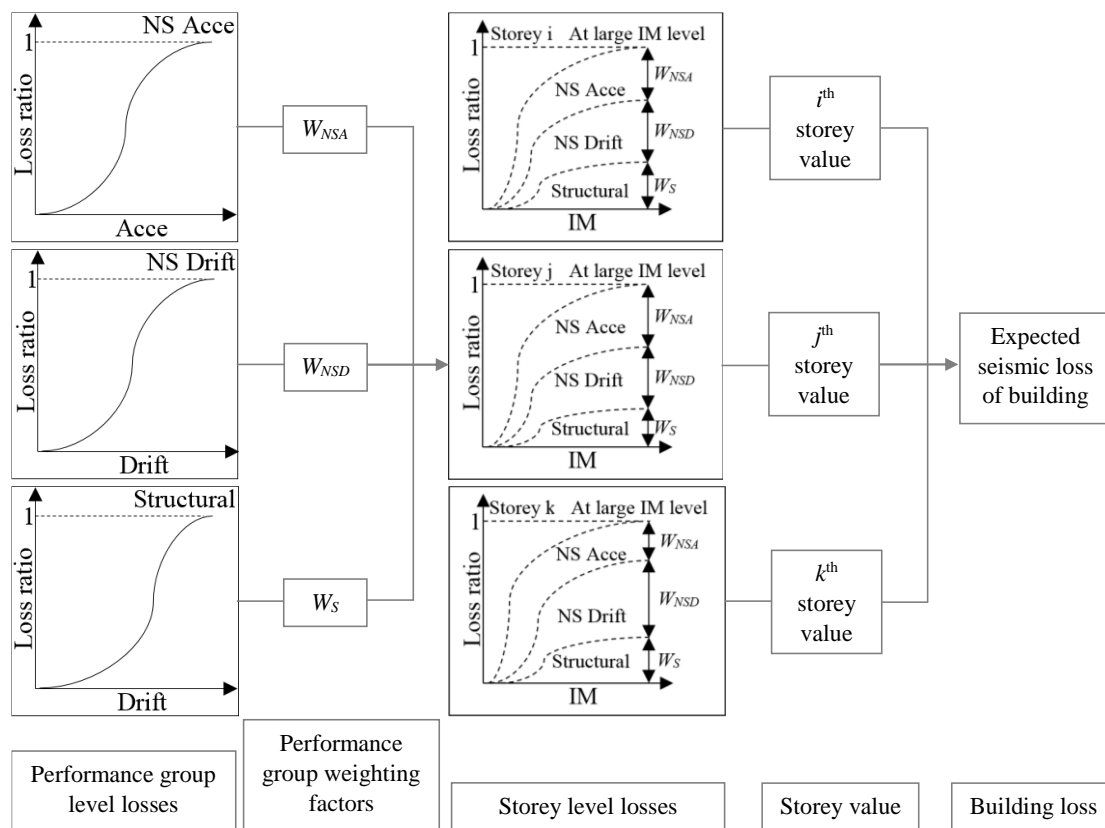 NS Acce
1
Loss ratio
Acce
W_NSA
Storey i At large IM level
1
W_NSA
NS Acce
Loss ratio
NS Drift
W_NSD
Structural
W_S
IM
i^th
storey
value
NS Drift
1
Loss ratio
Drift
W_NSD
Storey j At large IM level
1
W_NSA
NS Acce
Loss ratio
NS Drift
W_NSD
Structural
W_S
IM
j^th
storey
value
Expected
seismic loss
of building
Structural
1
Loss ratio
Drift
W_S
Storey k At large IM level
1
W_NSA
NS Acce
Loss ratio
NS Drift
W_NSD
Structural
W_S
IM
k^th
storey
value
Performance group
level losses
Performance
group weighting
factors
Storey level losses
Storey value
Building loss